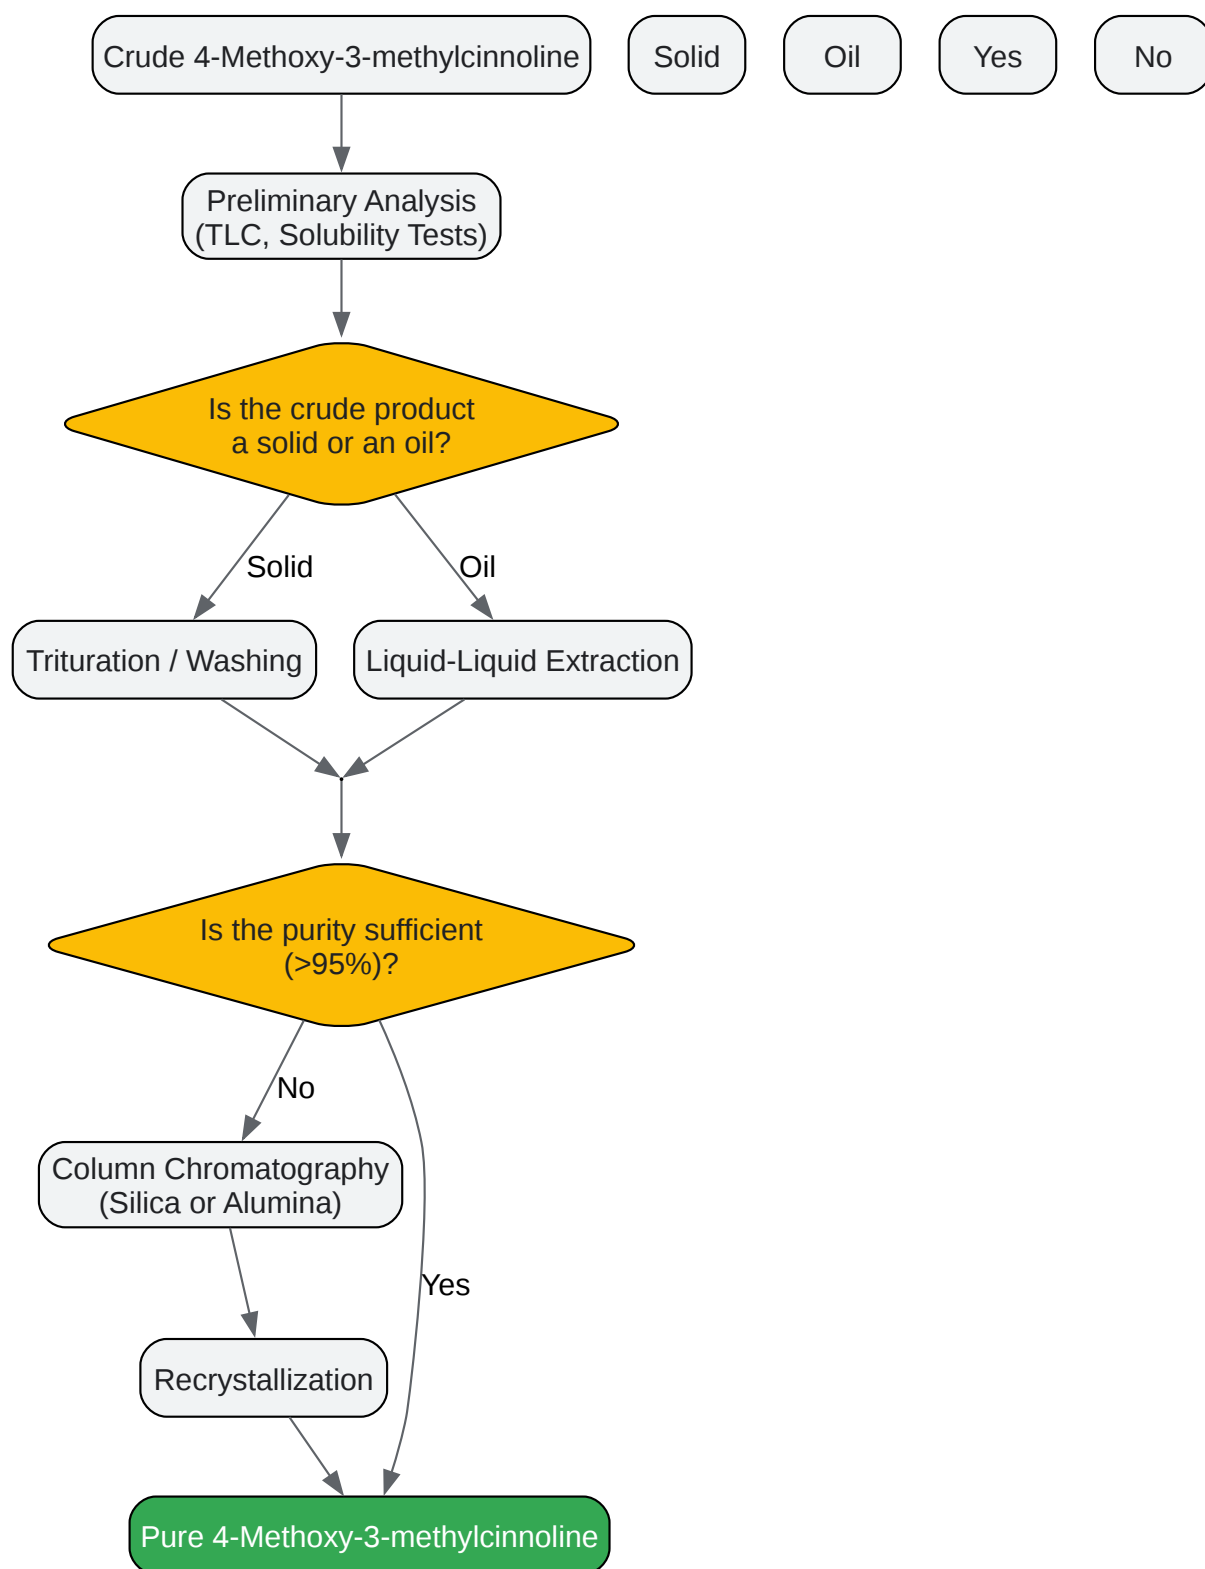 Crude 4-Methoxy-3-methylcinnoline
Solid
Oil
Yes
No
Preliminary Analysis
(TLC, Solubility Tests)
Is the crude product
a solid or an oil?
Solid
Oil
Trituration / Washing
Liquid-Liquid Extraction
Is the purity sufficient
(>95%)?
No
Column Chromatography
(Silica or Alumina)
Yes
Recrystallization
Pure 4-Methoxy-3-methylcinnoline